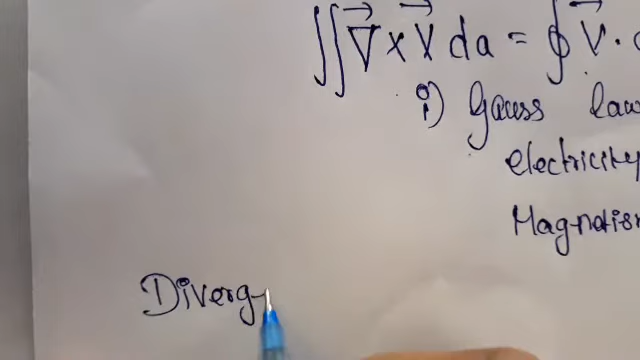 ∬ ∇⃗ × V⃗ da = ∮ V⃗ ·
i) Gauss law
electricity
Magnetism
Diverg